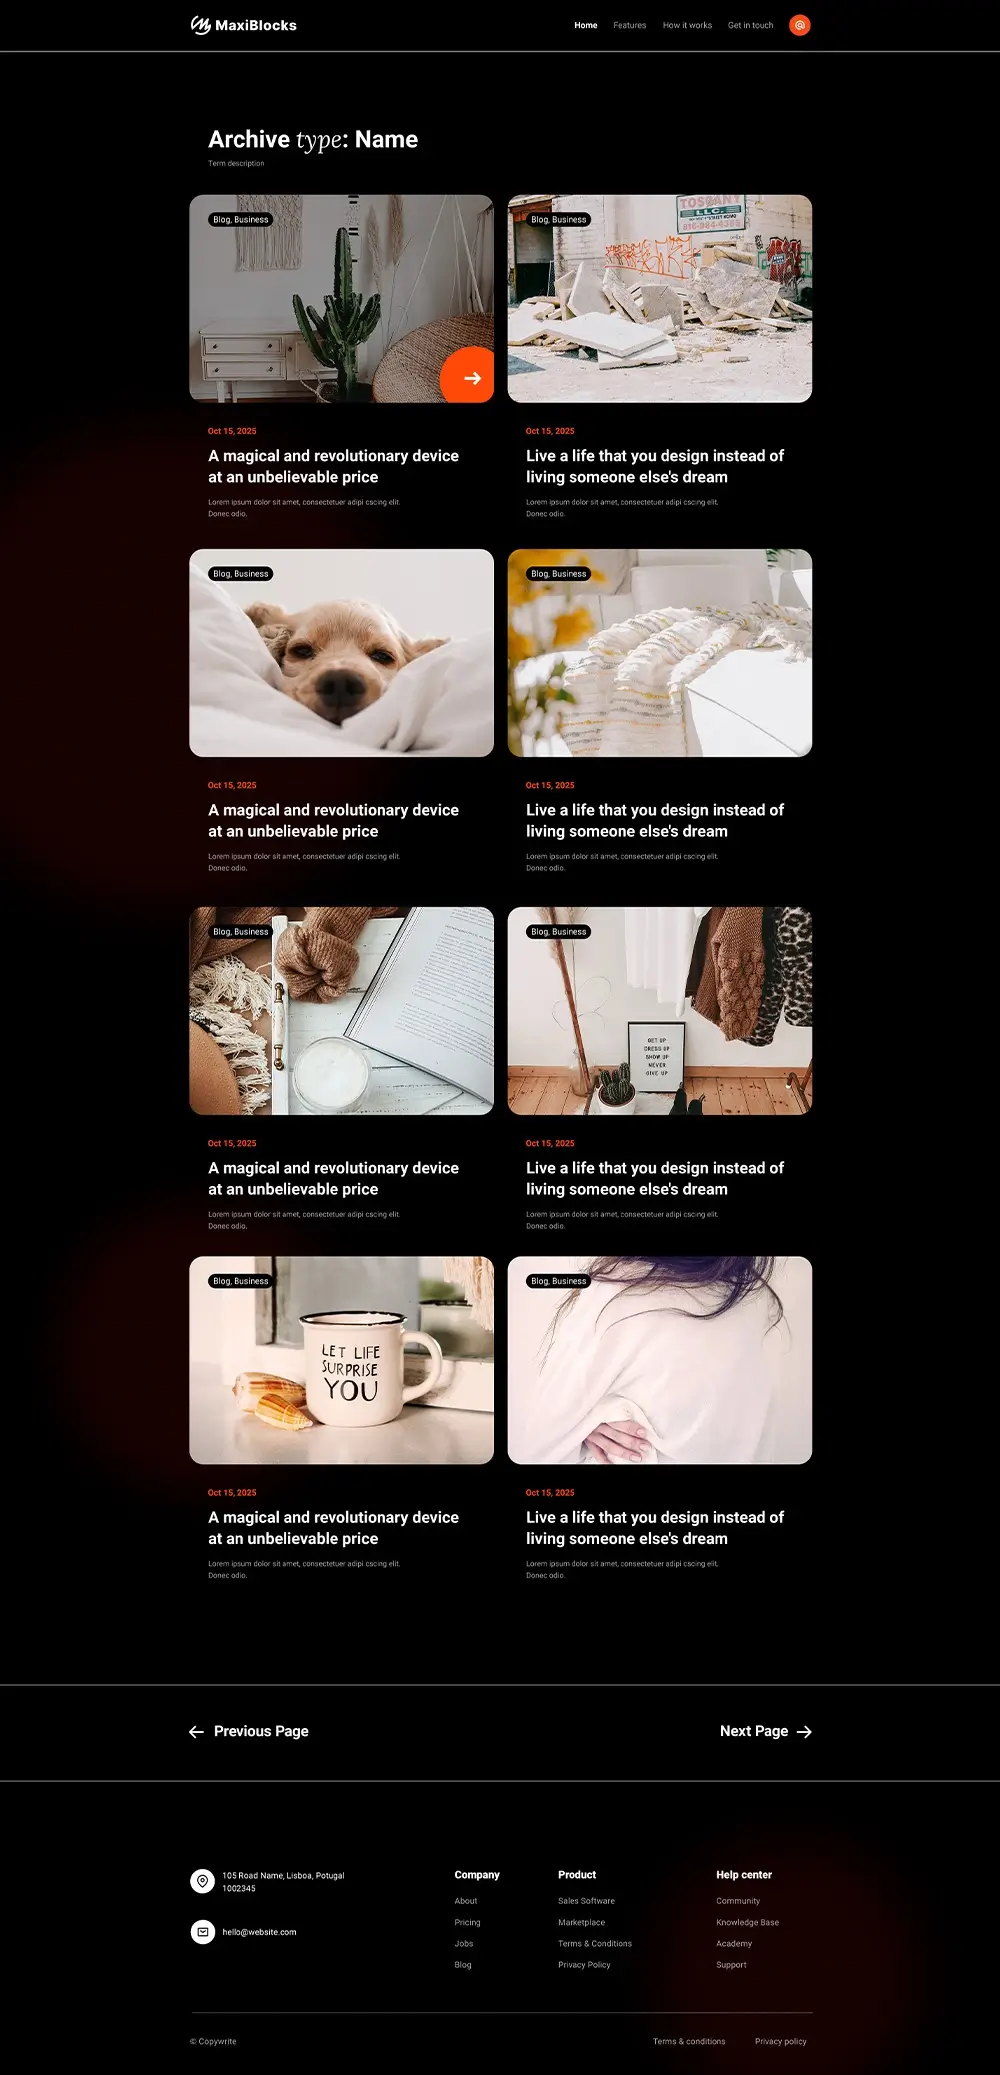 MaxiBlocks
Home Features How it works Get in touch
Archive type: Name
Term description
Blog, Business
Blog, Business
TOSCANY
LLC.
816-984-4388
Oct 15, 2025
A magical and revolutionary device
at an unbelievable price
Lorem ipsum dolor sit amet, consectetuer adipi cscing elit.
Donec odio.
Oct 15, 2025
Live a life that you design instead of
living someone else's dream
Lorem ipsum dolor sit amet, consectetuer adipi cscing elit.
Donec odio.
Blog, Business
Blog, Business
Oct 15, 2025
A magical and revolutionary device
at an unbelievable price
Lorem ipsum dolor sit amet, consectetuer adipi cscing elit.
Donec odio.
Oct 15, 2025
Live a life that you design instead of
living someone else's dream
Lorem ipsum dolor sit amet, consectetuer adipi cscing elit.
Donec odio.
Blog, Business
Blog, Business
GET UP
DRESS UP
SHOW UP
NEVER
GIVE UP
Oct 15, 2025
A magical and revolutionary device
at an unbelievable price
Lorem ipsum dolor sit amet, consectetuer adipi cscing elit.
Donec odio.
Oct 15, 2025
Live a life that you design instead of
living someone else's dream
Lorem ipsum dolor sit amet, consectetuer adipi cscing elit.
Donec odio.
Blog, Business
LET LIFE
SURPRISE
YOU
Blog, Business
Oct 15, 2025
A magical and revolutionary device
at an unbelievable price
Lorem ipsum dolor sit amet, consectetuer adipi cscing elit.
Donec odio.
Oct 15, 2025
Live a life that you design instead of
living someone else's dream
Lorem ipsum dolor sit amet, consectetuer adipi cscing elit.
Donec odio.
Previous Page
Next Page
105 Road Name, Lisboa, Potugal
1002345
hello@website.com
Company
About
Pricing
Jobs
Blog
Product
Sales Software
Marketplace
Terms & Conditions
Privacy Policy
Help center
Community
Knowledge Base
Academy
Support
© Copywrite
Terms & conditions
Privacy policy